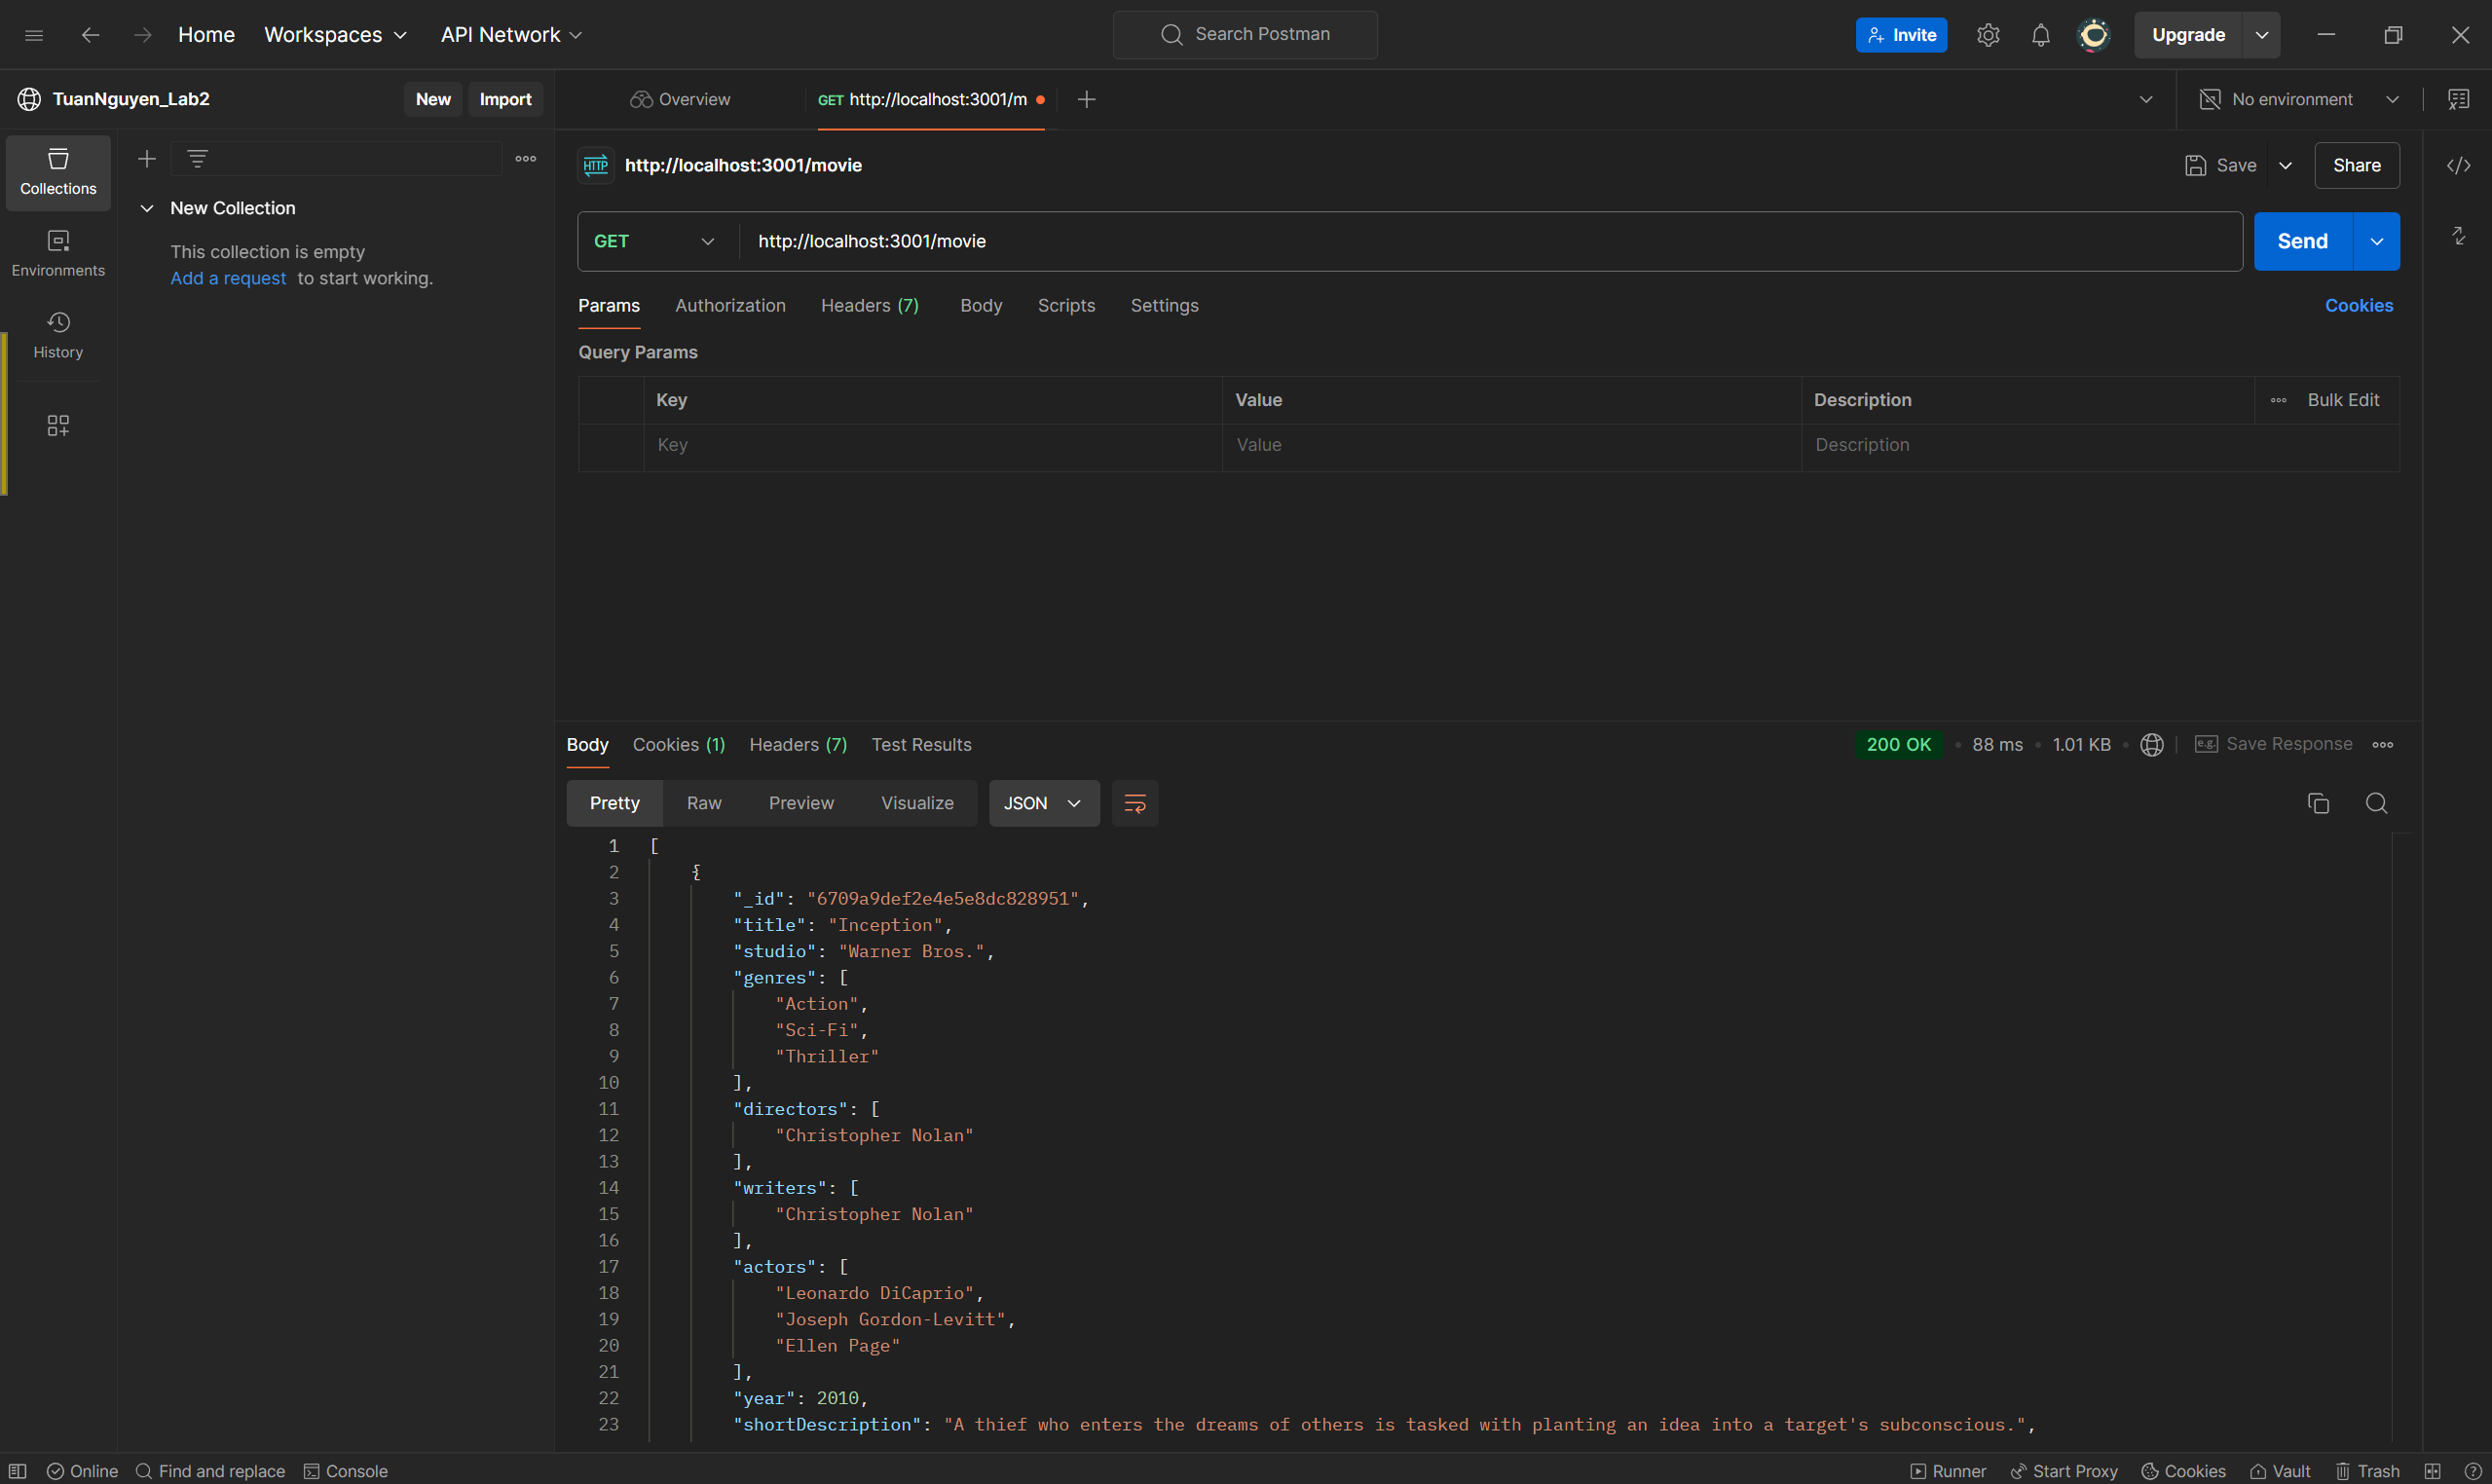 Home Workspaces API Network Search Postman Invite Upgrade
TuanNguyen_Lab2 New Import Overview GET http://localhost:3001/m No environment
Collections
Environments
History
New Collection
This collection is empty
Add a request to start working.
HTTP http://localhost:3001/movie Save Share
GET http://localhost:3001/movie Send
Params Authorization Headers (7) Body Scripts Settings Cookies
Query Params
Key Value Description Bulk Edit
Key Value Description
Body Cookies (1) Headers (7) Test Results 200 OK • 88 ms • 1.01 KB • e.g. Save Response
Pretty Raw Preview Visualize JSON
1 [
2 {
3 "_id": "6709a9def2e4e5e8dc828951",
4 "title": "Inception",
5 "studio": "Warner Bros.",
6 "genres": [
7 "Action",
8 "Sci-Fi",
9 "Thriller"
10 ],
11 "directors": [
12 "Christopher Nolan"
13 ],
14 "writers": [
15 "Christopher Nolan"
16 ],
17 "actors": [
18 "Leonardo DiCaprio",
19 "Joseph Gordon-Levitt",
20 "Ellen Page"
21 ],
22 "year": 2010,
23 "shortDescription": "A thief who enters the dreams of others is tasked with planting an idea into a target's subconscious.",
Online Find and replace Console Runner Start Proxy Cookies Vault Trash